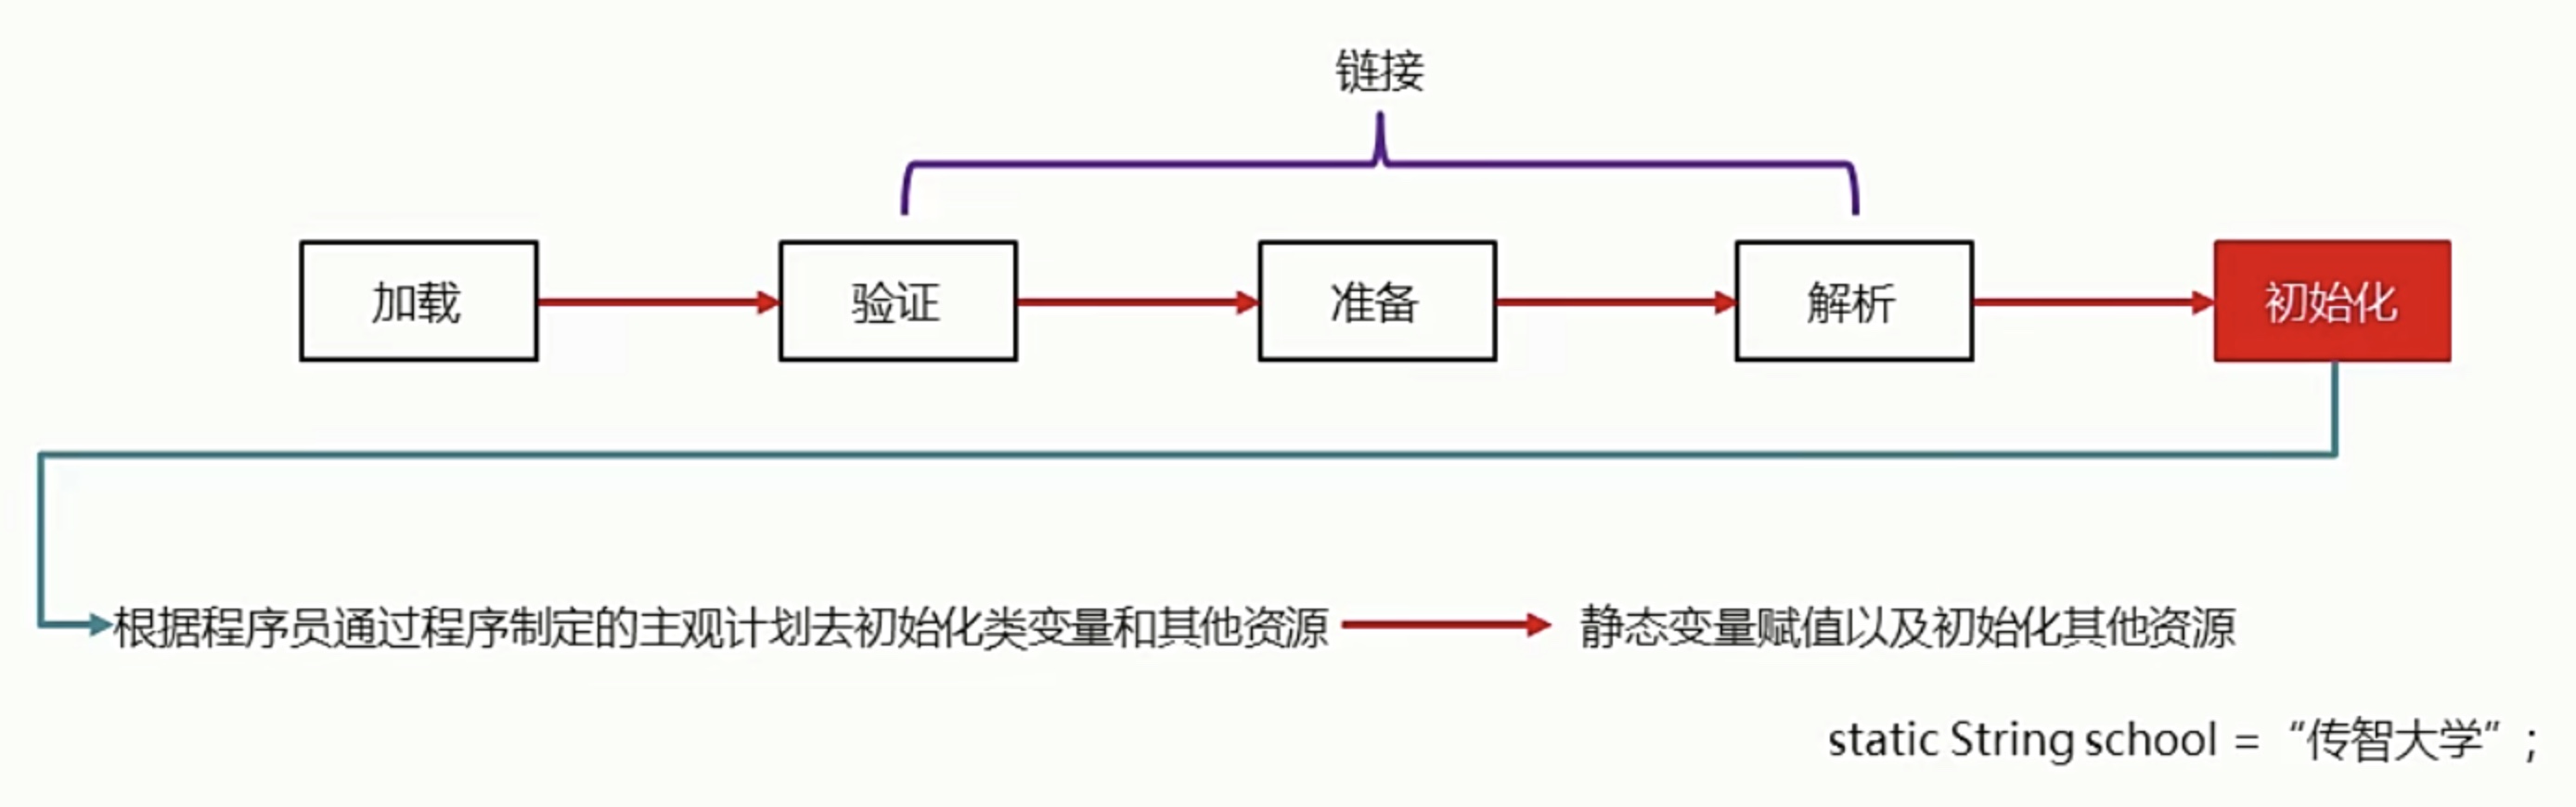 链接
加载
验证
准备
解析
初始化
根据程序员通过程序制定的主观计划去初始化类变量和其他资源
静态变量赋值以及初始化其他资源
static String school = “传智大学”;